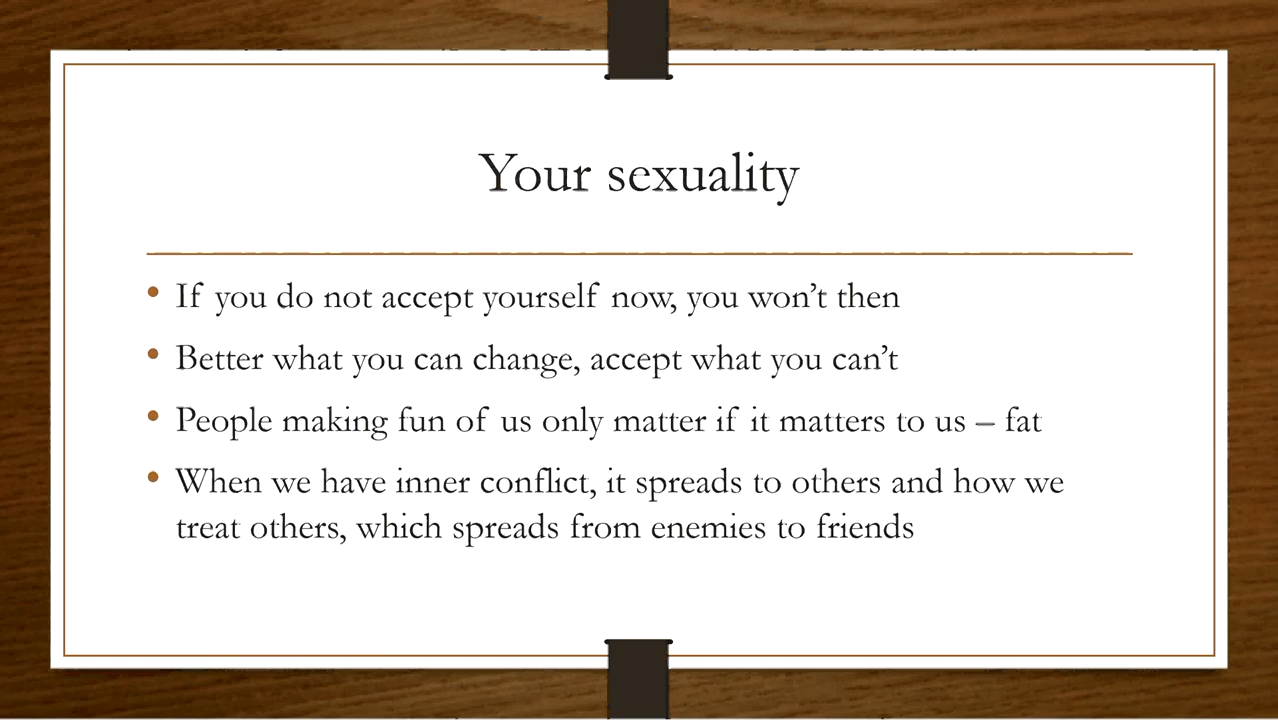 Your sexuality
• If you do not accept yourself now, you won’t then
• Better what you can change, accept what you can’t
• People making fun of us only matter if it matters to us – fat
• When we have inner conflict, it spreads to others and how we
treat others, which spreads from enemies to friends